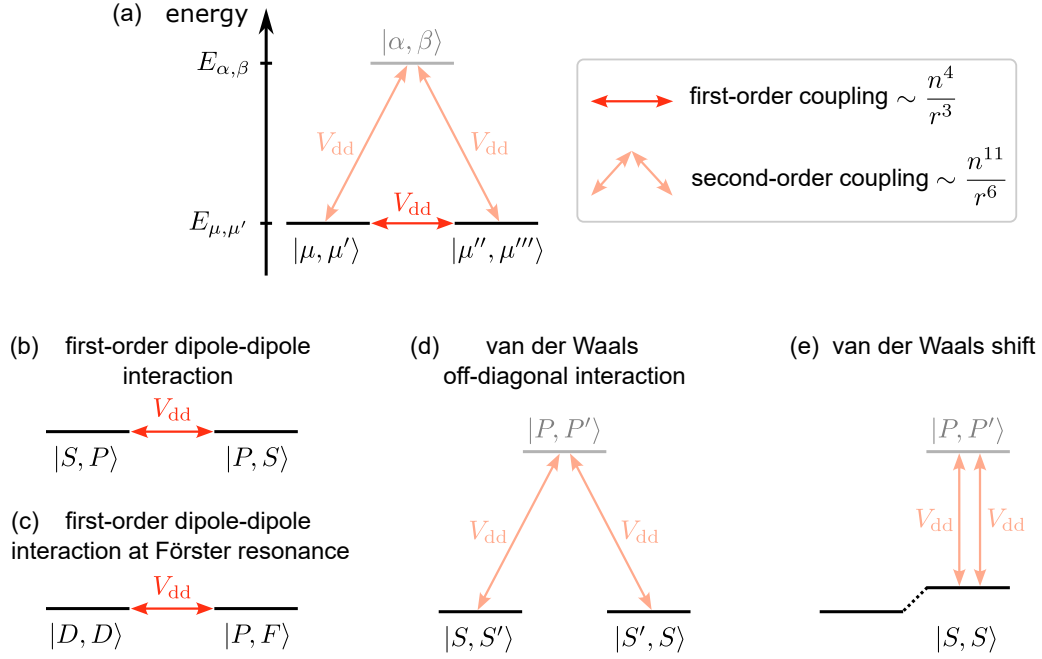 (a) energy
|α, β⟩
E_{α,β}
V_dd V_dd
V_dd
E_{μ,μ′}
|μ, μ′⟩ |μ′′, μ′′′⟩
first-order coupling ∼ n^4/r^3
second-order coupling ∼ n^{11}/r^6
(b) first-order dipole-dipole
interaction
V_dd
|S, P⟩ |P, S⟩
(c) first-order dipole-dipole
interaction at Förster resonance
V_dd
|D, D⟩ |P, F⟩
(d) van der Waals
off-diagonal interaction
|P, P′⟩
V_dd V_dd
|S, S′⟩ |S′, S⟩
(e) van der Waals shift
|P, P′⟩
V_dd V_dd
|S, S⟩